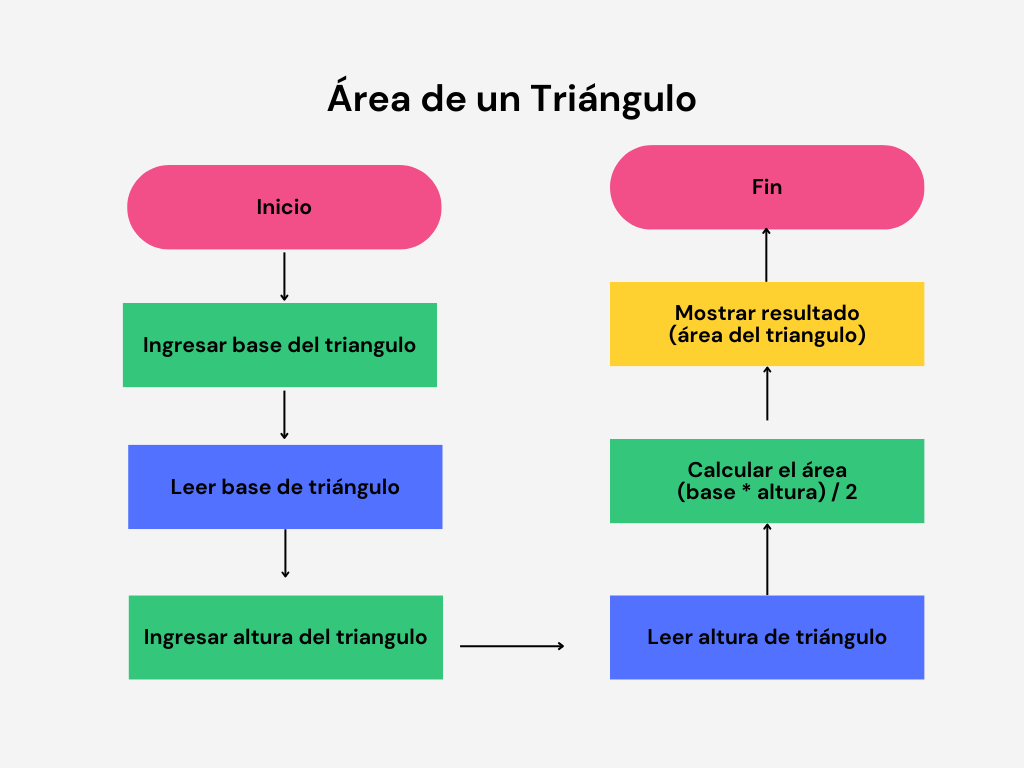 Área de un Triángulo
Inicio
Ingresar base del triangulo
Leer base de triángulo
Ingresar altura del triangulo
Leer altura de triángulo
Calcular el área
(base * altura) / 2
Mostrar resultado
(área del triangulo)
Fin